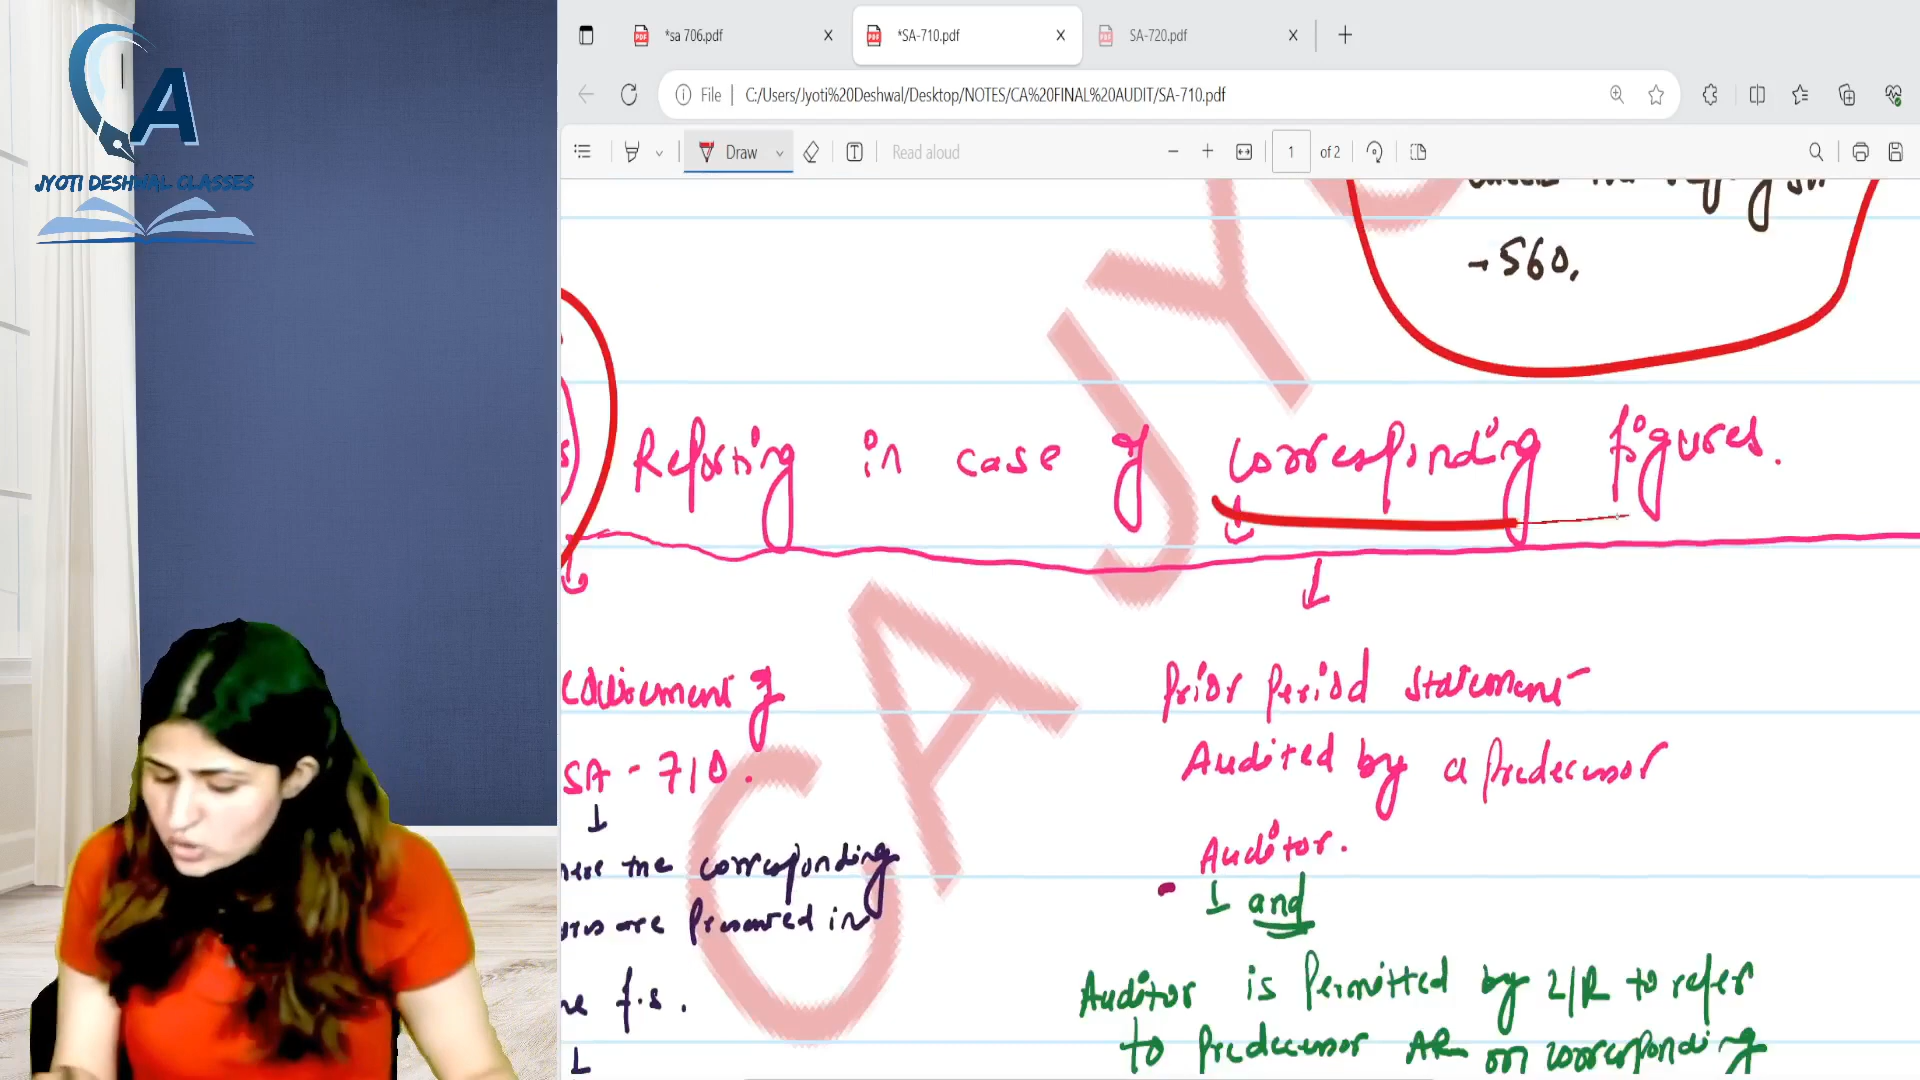 *sa 706.pdf
*SA-710.pdf
SA-720.pdf
File
C:/Users/Jyoti%20Deshwal/Desktop/NOTES/CA%20FINAL%20AUDIT/SA-710.pdf
Draw
Read aloud
1 of 2
CA
JYOTI DESHWAL CLASSES
- 560.
Reporting in case of corresponding figures.
SA - 710.
the corresponding
are Presented in
f.s.
Prior Period statement
Audited by a Predecessor
Auditor.
and
Auditor is Permitted by L/R to refer
to Predecessor AR on corresponding
CA JYO